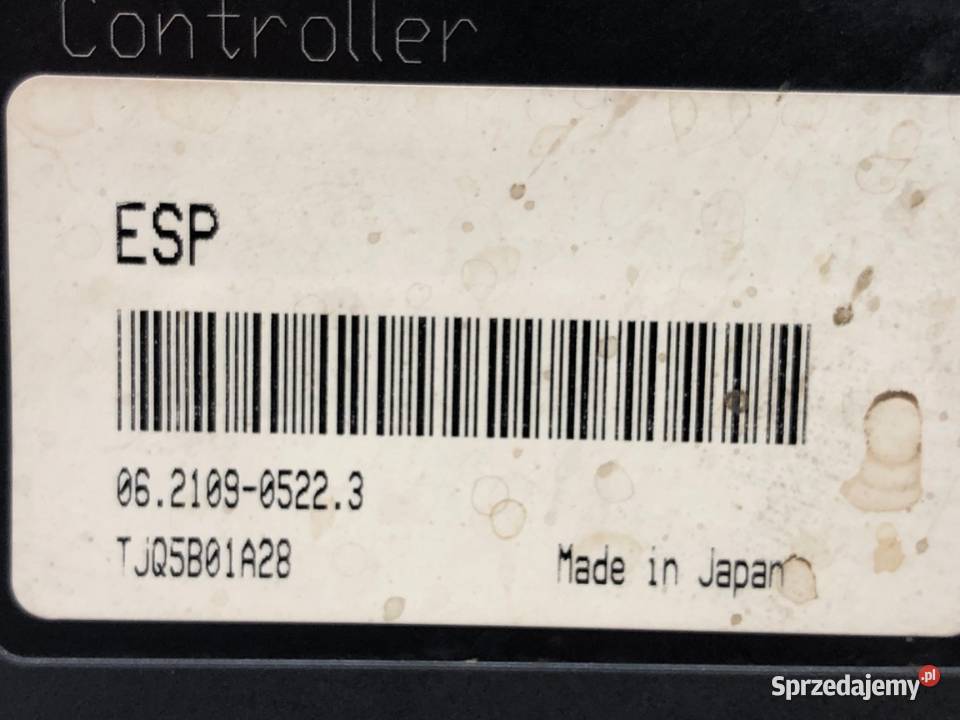 Controller
ESP
06.2109-0522.3
TJQ5B01A28
Made in Japan
Sprzedajemy.pl